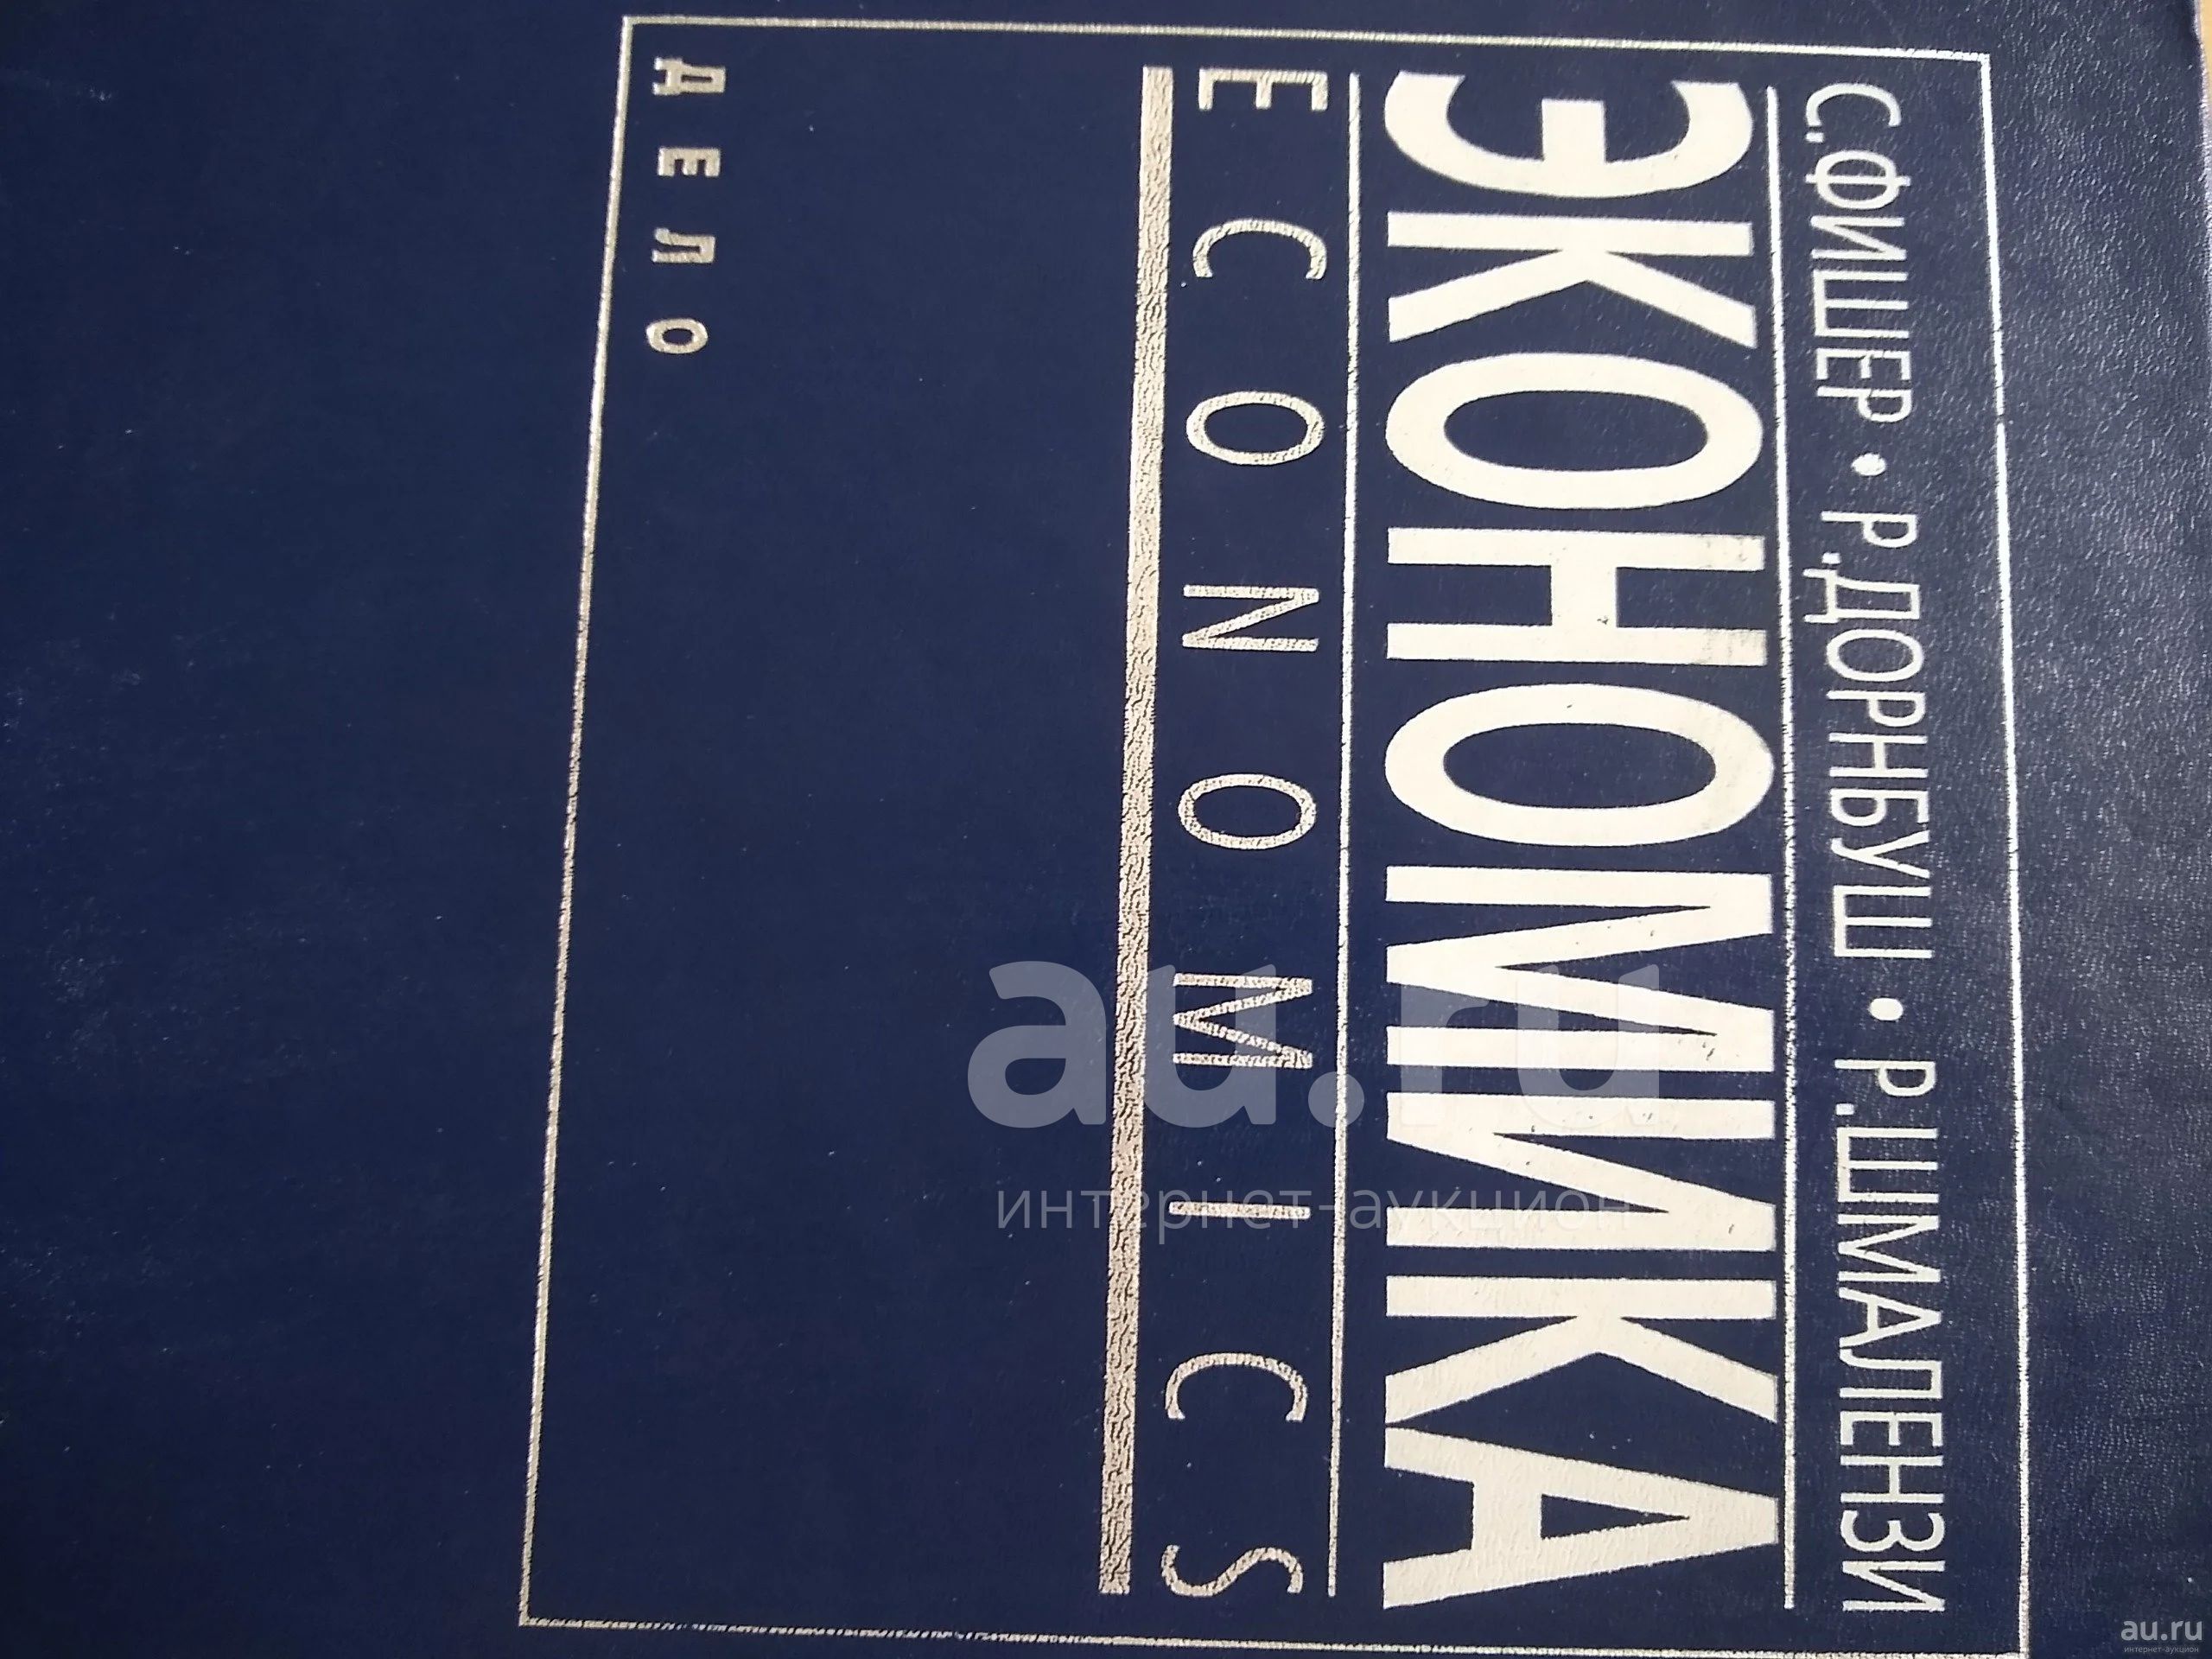 С.ФИШЕР • Р.ДОРНБУШ • Р.ШМАЛЕНЗИ
ЭКОНОМИКА
ECONOMICS
ДЕЛО
au.ru
интернет-аукцион
au.ru
интернет-аукцион